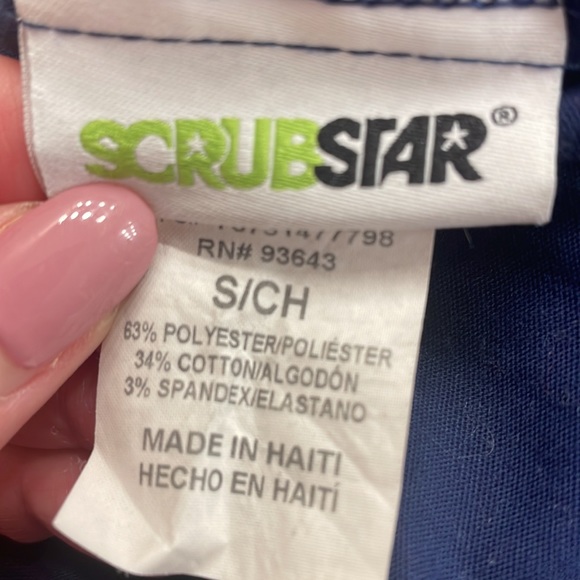 SCRUBSTAR®
RN# 93643
S/CH
63% POLYESTER/POLIÉSTER
34% COTTON/ALGODÓN
3% SPANDEX/ELASTANO
MADE IN HAITI
HECHO EN HAITÍ